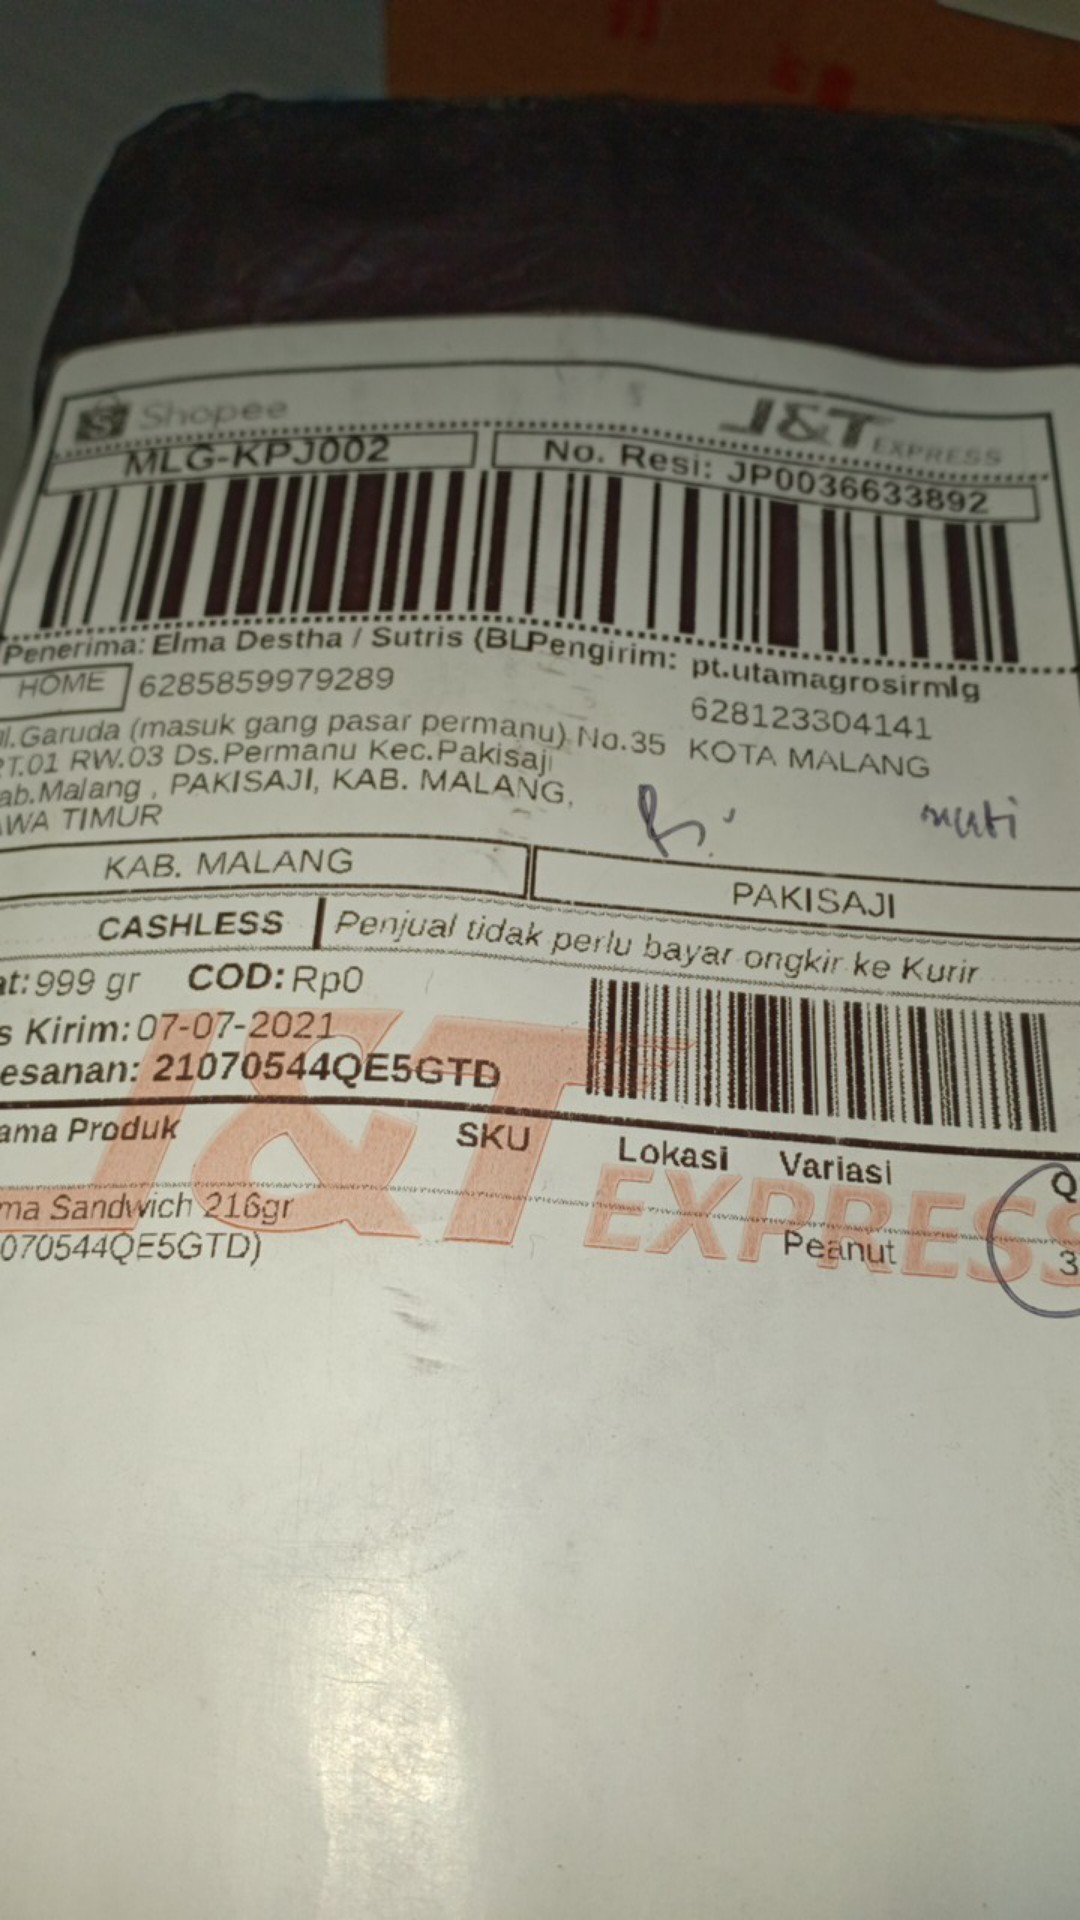 Shopee
J&T EXPRESS
MLG-KPJ002
No. Resi: JP0036633892
Penerima: Elma Destha / Sutris (BL
Pengirim: pt.utamagrosirmlg
HOME 6285859979289
628123304141
Jl.Garuda (masuk gang pasar permanu) No.35
KOTA MALANG
RT.01 RW.03 Ds.Permanu Kec.Pakisaji
ab.Malang , PAKISAJI, KAB. MALANG,
AWA TIMUR
KAB. MALANG
PAKISAJI
CASHLESS
Penjual tidak perlu bayar ongkir ke Kurir
at: 999 gr COD: Rp0
s Kirim: 07-07-2021
esanan: 21070544QE5GTD
ama Produk SKU Lokasi Variasi Q
ma Sandwich 216gr
070544QE5GTD) Peanut 3
J&T EXPRESS